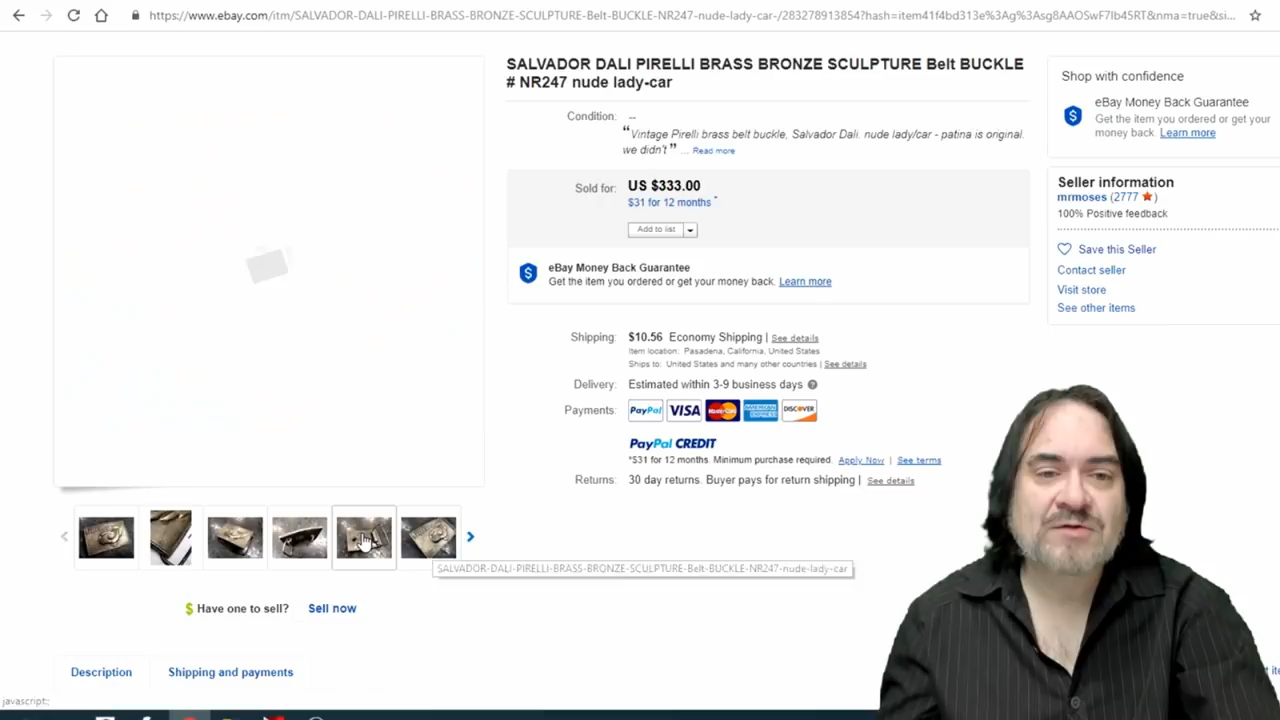 https://www.ebay.com/itm/SALVADOR-DALI-PIRELLI-BRASS-BRONZE-SCULPTURE-Belt-BUCKLE-NR247-nude-lady-car-/283278913854?hash=item41f4bd313e%3Ag%3Asg8AAOSwF7Ib45RT&nma=true&si...
SALVADOR DALI PIRELLI BRASS BRONZE SCULPTURE Belt BUCKLE
# NR247 nude lady-car
Condition: --
"Vintage Pirelli brass belt buckle, Salvador Dali. nude lady/car - patina is original.
we didn't" ... Read more
Sold for: US $333.00
$31 for 12 months *
Add to list
eBay Money Back Guarantee
Get the item you ordered or get your money back. Learn more
Shipping: $10.56 Economy Shipping | See details
Item location: Pasadena, California, United States
Ships to: United States and many other countries | See details
Delivery: Estimated within 3-9 business days
Payments: PayPal VISA MasterCard AMERICAN EXPRESS DISCOVER
PayPal CREDIT
*$31 for 12 months. Minimum purchase required. Apply Now | See terms
Returns: 30 day returns. Buyer pays for return shipping | See details
Shop with confidence
eBay Money Back Guarantee
Get the item you ordered or get your
money back. Learn more
Seller information
mrmoses (2777)
100% Positive feedback
Save this Seller
Contact seller
Visit store
See other items
SALVADOR-DALI-PIRELLI-BRASS-BRONZE-SCULPTURE-Belt-BUCKLE-NR247-nude-lady-car
$ Have one to sell? Sell now
Description
Shipping and payments
javascript:;